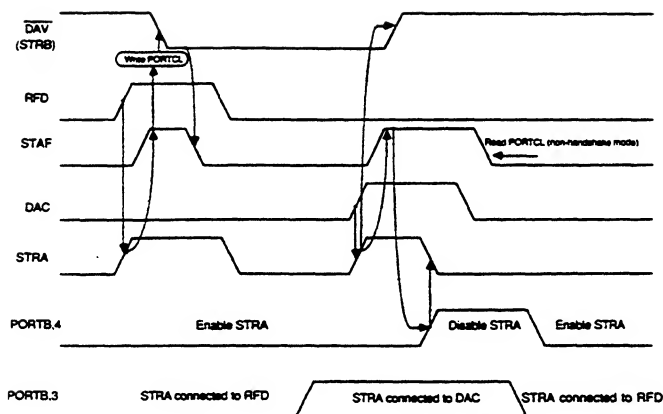 DAV
(STRB)
Write PORTCL
RFD
STAF
Read PORTCL (non-handshake mode)
DAC
STRA
PORTB,4 Enable STRA Disable STRA Enable STRA
PORTB,3 STRA connected to RFD STRA connected to DAC STRA connected to RFD